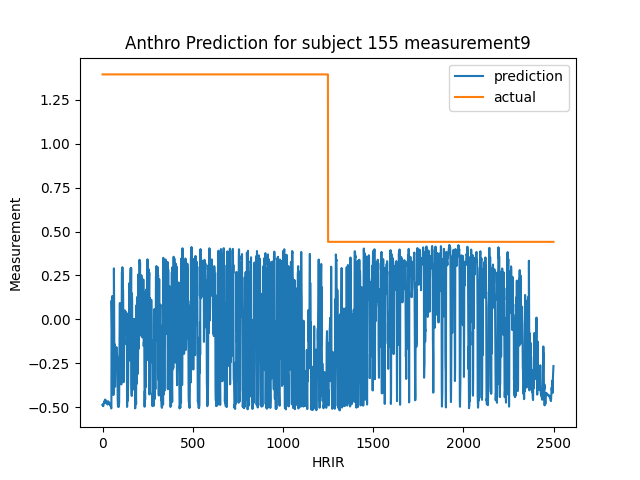 Anthro Prediction for subject 155 measurement9
prediction
actual
Measurement
1.25
1.00
0.75
0.50
0.25
0.00
−0.25
−0.50
0
500
1000
1500
2000
2500
HRIR